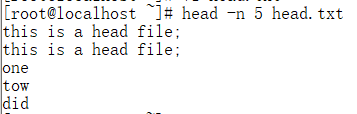 [root@localhost ~]# head -n 5 head.txt
this is a head file;
this is a head file;
one
tow
did